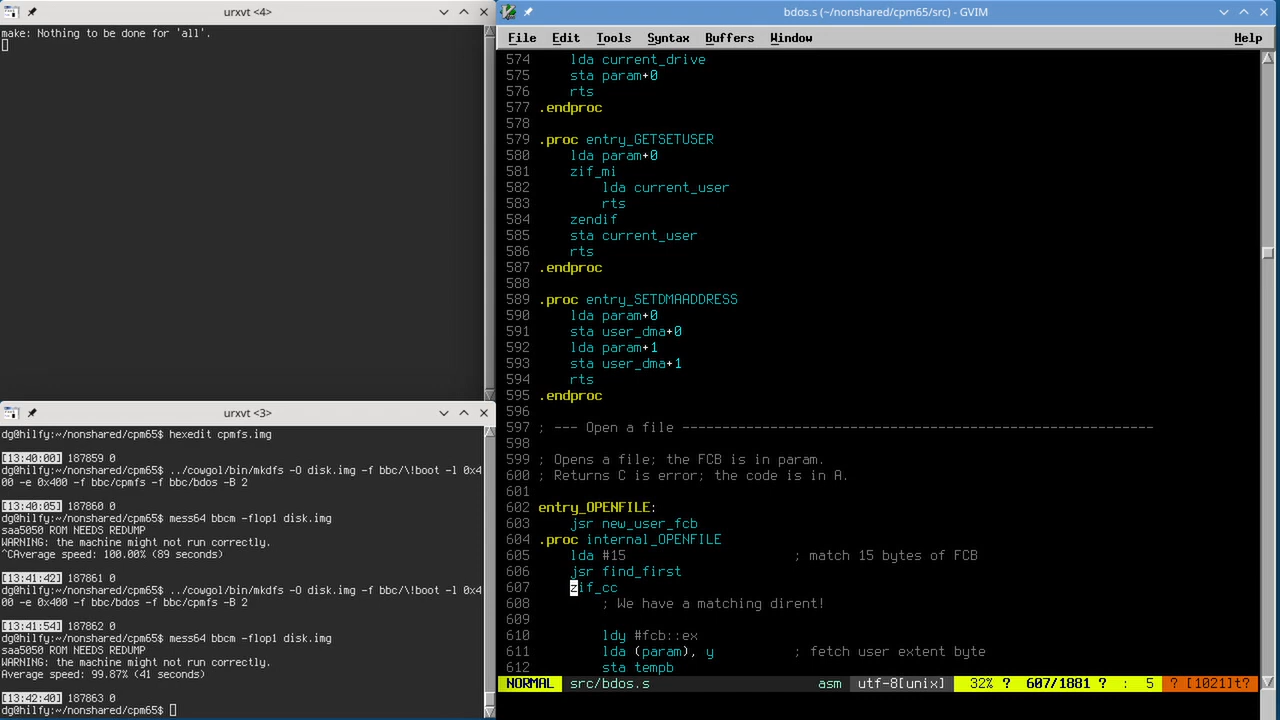 urxvt <4>
make: Nothing to be done for 'all'.
urxvt <3>
dg@hilfy:~/nonshared/cpm65$ hexedit cpmfs.img
[13:40:00] 187859 0
dg@hilfy:~/nonshared/cpm65$ ../cowgol/bin/mkdfs -O disk.img -f bbc/\!boot -l 0x4
00 -e 0x400 -f bbc/cpmfs -f bbc/bdos -B 2
[13:40:05] 187860 0
dg@hilfy:~/nonshared/cpm65$ mess64 bbcm -flop1 disk.img
saa5050 ROM NEEDS REDUMP
WARNING: the machine might not run correctly.
^CAverage speed: 100.00% (89 seconds)
[13:41:42] 187861 0
dg@hilfy:~/nonshared/cpm65$ ../cowgol/bin/mkdfs -O disk.img -f bbc/\!boot -l 0x4
00 -e 0x400 -f bbc/bdos -f bbc/cpmfs -B 2
[13:41:54] 187862 0
dg@hilfy:~/nonshared/cpm65$ mess64 bbcm -flop1 disk.img
saa5050 ROM NEEDS REDUMP
WARNING: the machine might not run correctly.
Average speed: 99.87% (41 seconds)
[13:42:40] 187863 0
dg@hilfy:~/nonshared/cpm65$
bdos.s (~/nonshared/cpm65/src) - GVIM
File Edit Tools Syntax Buffers Window Help
574     lda current_drive
575     sta param+0
576     rts
577 .endproc
578
579 .proc entry_GETSETUSER
580     lda param+0
581     zif_mi
582         lda current_user
583         rts
584     zendif
585     sta current_user
586     rts
587 .endproc
588
589 .proc entry_SETDMAADDRESS
590     lda param+0
591     sta user_dma+0
592     lda param+1
593     sta user_dma+1
594     rts
595 .endproc
596
597 ; --- Open a file ------------------------------------------------------------
598
599 ; Opens a file; the FCB is in param.
600 ; Returns C is error; the code is in A.
601
602 entry_OPENFILE:
603     jsr new_user_fcb
604 .proc internal_OPENFILE
605     lda #15                     ; match 15 bytes of FCB
606     jsr find_first
607     zif_cc
608         ; We have a matching dirent!
609
610         ldy #fcb::ex
611         lda (param), y          ; fetch user extent byte
612         sta tempb
NORMAL src/bdos.s asm utf-8[unix] 32% ? 607/1881 ? : 5 ? [1021]t?